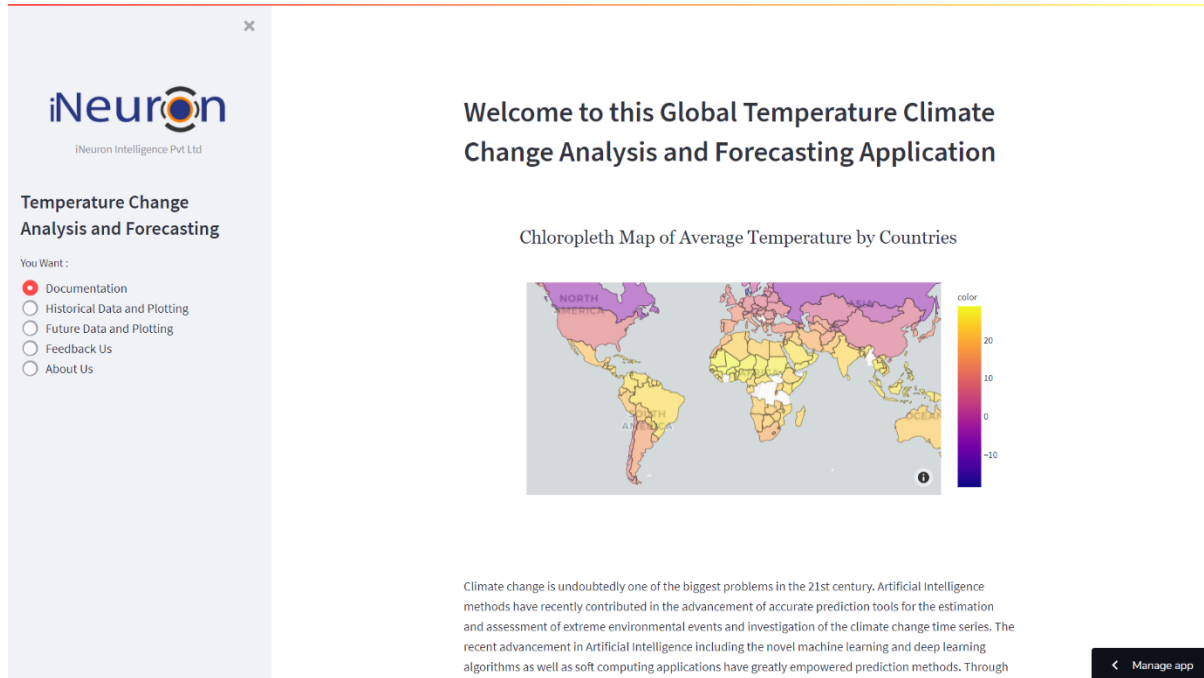 ×
iNeuron
iNeuron Intelligence Pvt Ltd
Temperature Change
Analysis and Forecasting
You Want :
Documentation
Historical Data and Plotting
Future Data and Plotting
Feedback Us
About Us
Welcome to this Global Temperature Climate
Change Analysis and Forecasting Application
Chloropleth Map of Average Temperature by Countries
NORTH
AMERICA
ASIA
AFRICA
SOUTH
AMERICA
OCEAN
color
20
10
0
−10
Climate change is undoubtedly one of the biggest problems in the 21st century. Artificial Intelligence
methods have recently contributed in the advancement of accurate prediction tools for the estimation
and assessment of extreme environmental events and investigation of the climate change time series. The
recent advancement in Artificial Intelligence including the novel machine learning and deep learning
algorithms as well as soft computing applications have greatly empowered prediction methods. Through
Manage app